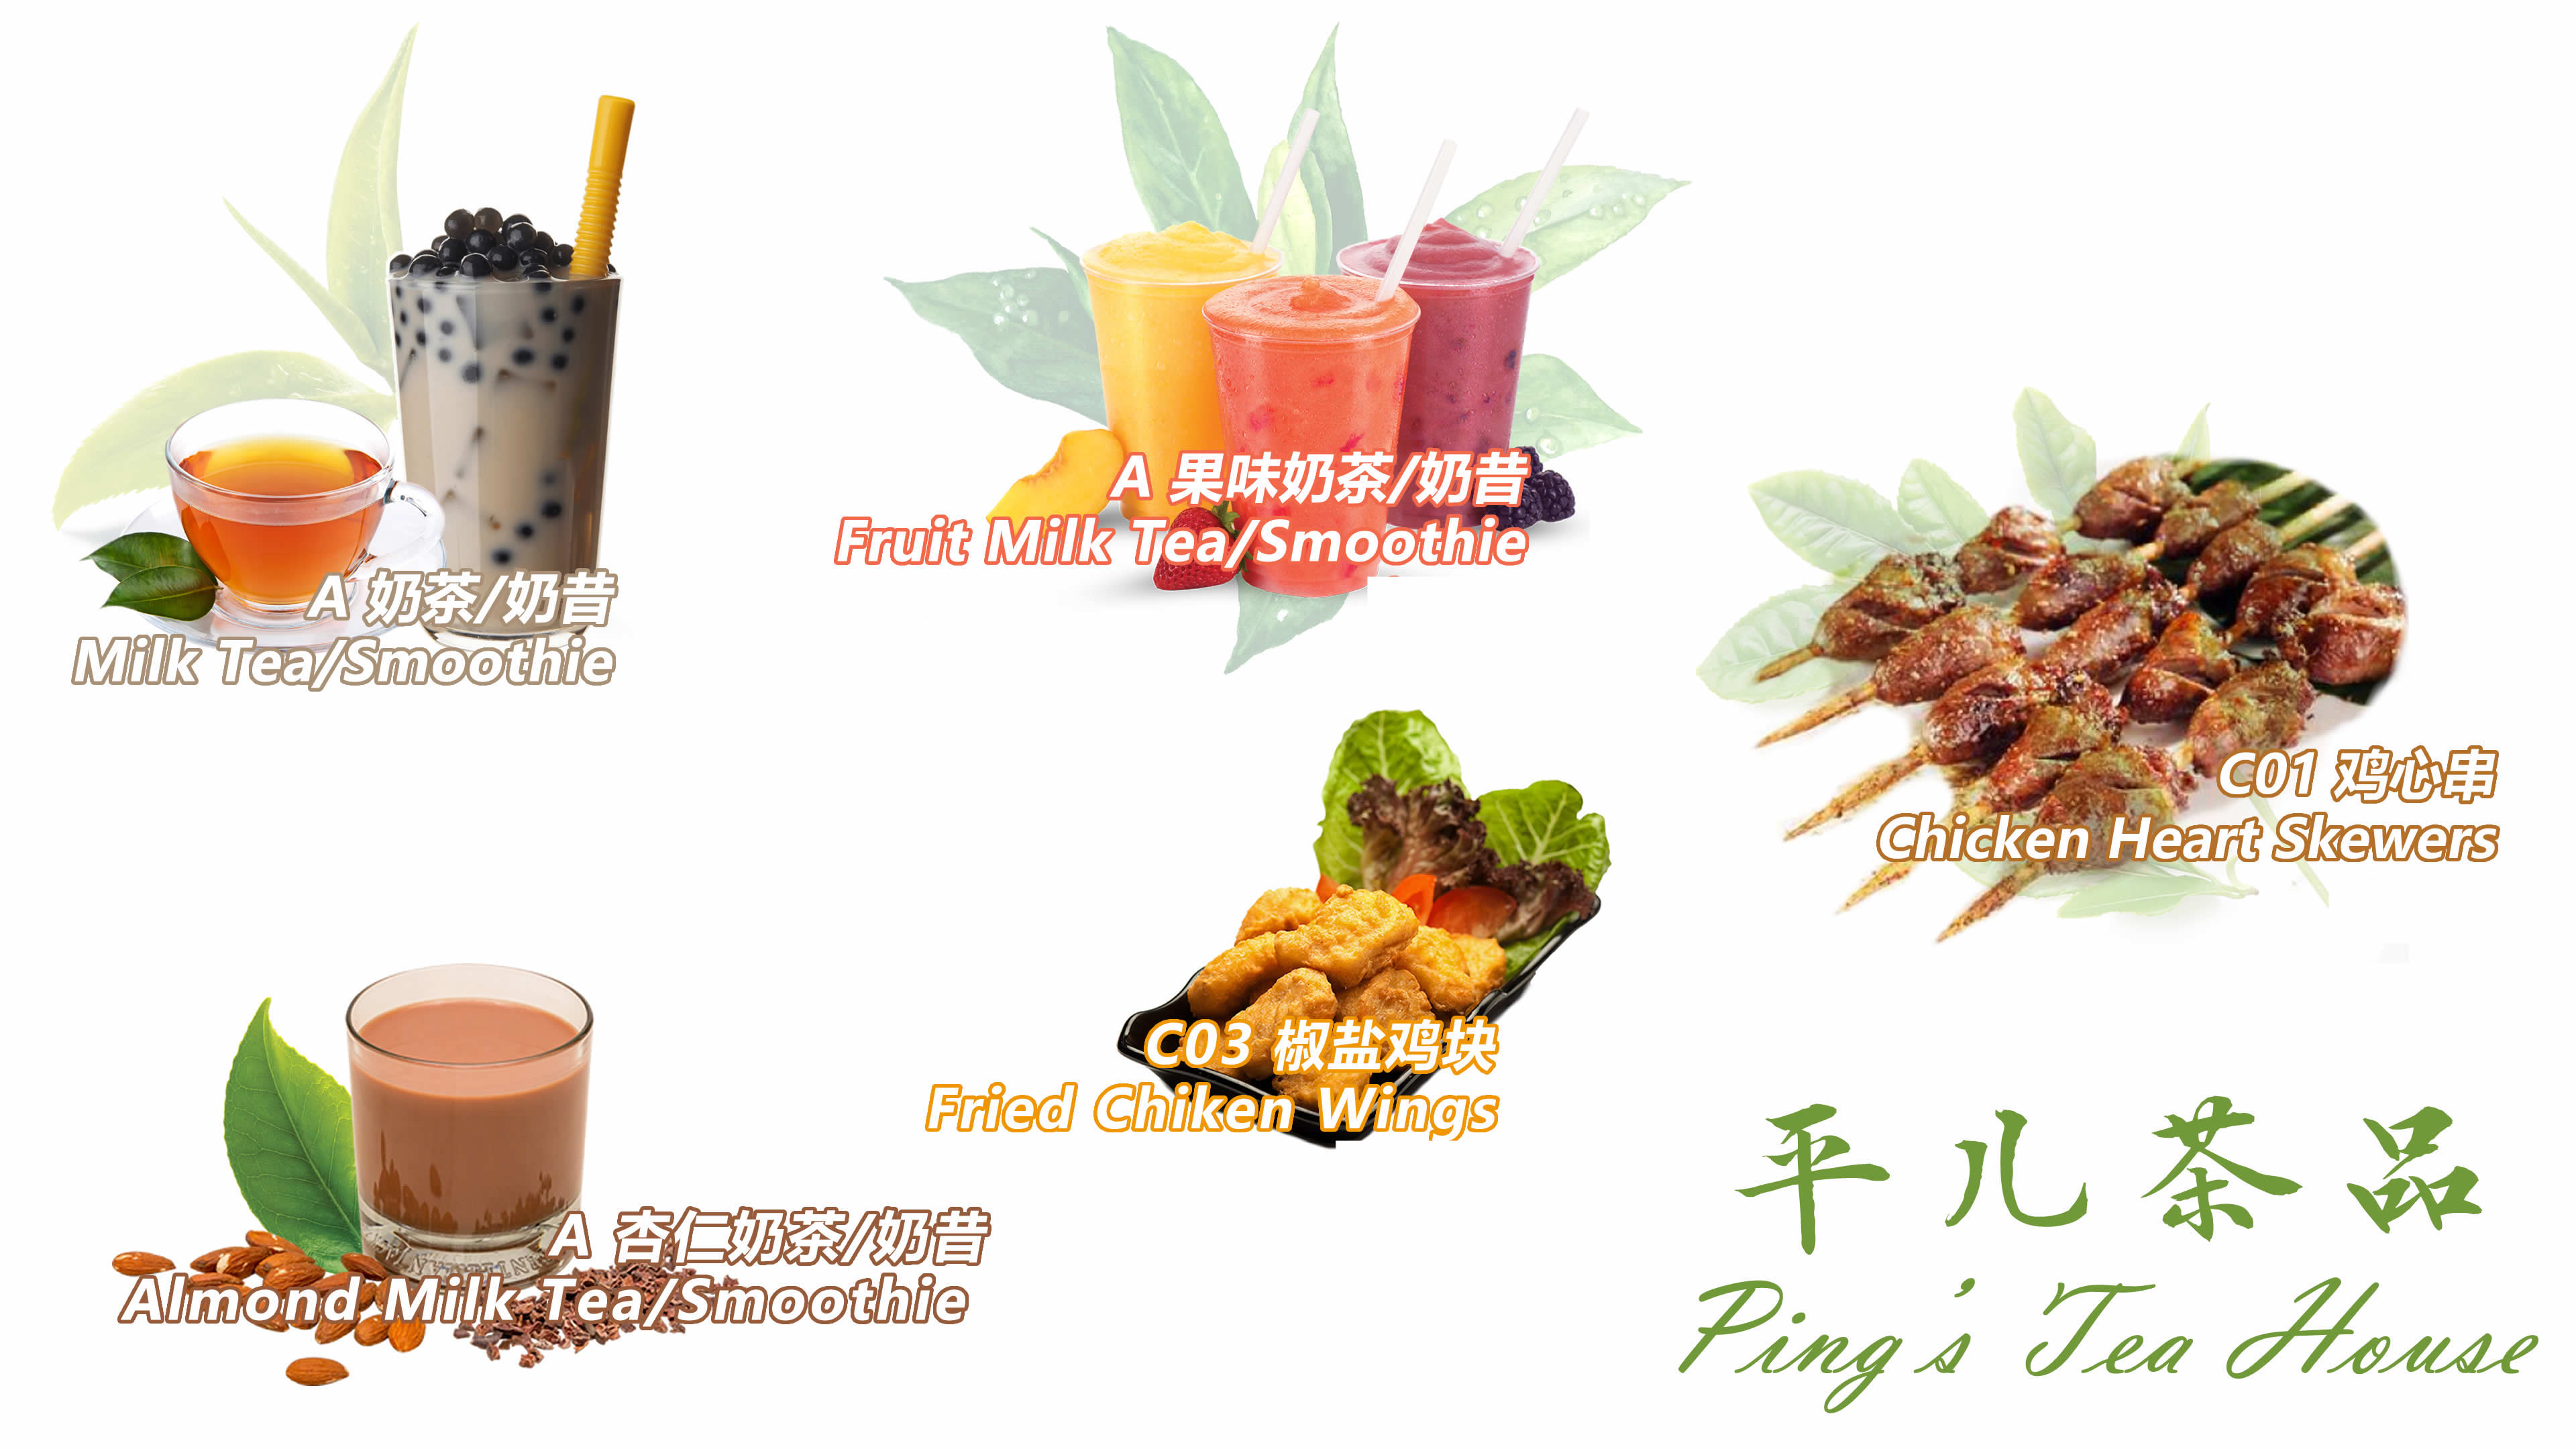 A 奶茶/奶昔
Milk Tea/Smoothie
A 果味奶茶/奶昔
Fruit Milk Tea/Smoothie
C01 鸡心串
Chicken Heart Skewers
C03 椒盐鸡块
Fried Chiken Wings
A 杏仁奶茶/奶昔
Almond Milk Tea/Smoothie
平儿茶品
Ping's Tea House